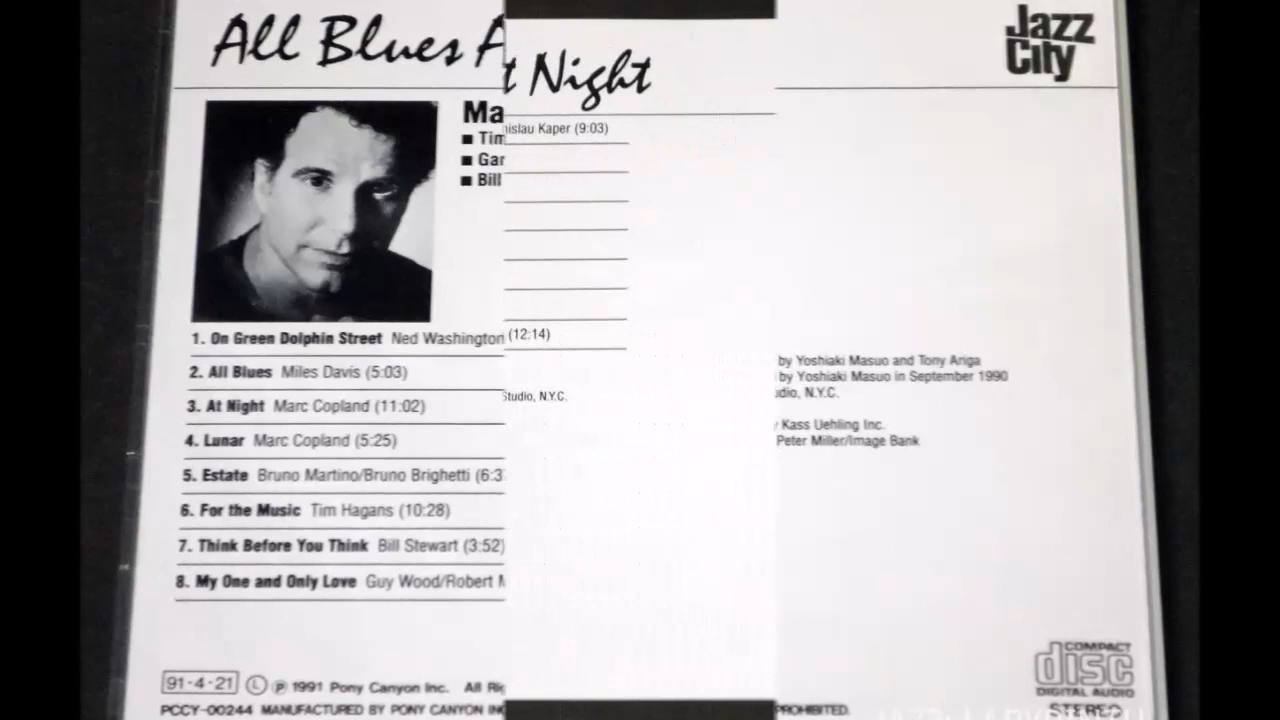 All Blues At Night
Jazz
City
Ma
■ Tim
■ Gar
■ Bill
nislau Kaper (9:03)
1. On Green Dolphin Street Ned Washington
(12:14)
2. All Blues Miles Davis (5:03)
3. At Night Marc Copland (11:02)
4. Lunar Marc Copland (5:25)
5. Estate Bruno Martino/Bruno Brighetti (6:3
6. For the Music Tim Hagans (10:28)
7. Think Before You Think Bill Stewart (3:52)
8. My One and Only Love Guy Wood/Robert M
Studio, N.Y.C.
by Yoshiaki Masuo and Tony Ariga
by Yoshiaki Masuo in September 1990
udio, N.Y.C.
Kass Uehling Inc.
Peter Miller/Image Bank
91-4-21 Ⓛ ℗ 1991 Pony Canyon Inc. All Rig
PCCY-00244 MANUFACTURED BY PONY CANYON INC
PROHIBITED.
COMPACT
disc
DIGITAL AUDIO
STEREO